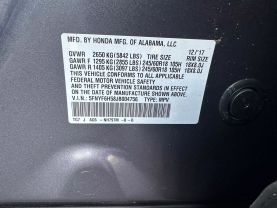 MFD. BY HONDA MFG. OF ALABAMA, LLC
12/17
GVWR 2650 KG (5842 LBS) TIRE SIZE RIM SIZE
GAWR F 1295 KG (2855 LBS) 245/60R18 105H 18X8.0J
GAWR R 1405 KG (3097 LBS) 245/60R18 105H 18X8.0J
THIS VEHICLE CONFORMS TO ALL APPLICABLE
FEDERAL MOTOR VEHICLE SAFETY
AND THEFT PREVENTION STANDARDS IN EFFECT
ON THE DATE OF MANUFACTURE SHOWN ABOVE.
V.I.N.:
TYPE: MPV